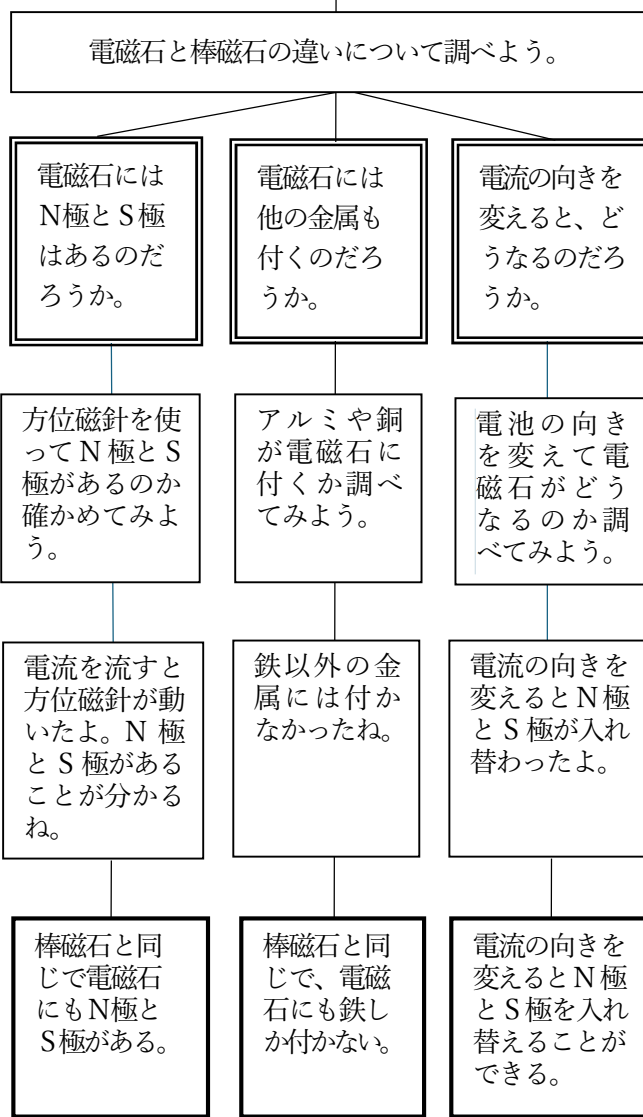 電磁石と棒磁石の違いについて調べよう。
電磁石には
N極とS極
はあるのだ
ろうか。
電磁石には
他の金属も
付くのだろ
うか。
電流の向きを
変えると、ど
うなるのだろ
うか。
方位磁針を使
ってN極とS
極があるのか
確かめてみよ
う。
アルミや銅
が電磁石に
付くか調べ
てみよう。
電池の向き
を変えて電
磁石がどう
なるのか調
べてみよう。
電流を流すと
方位磁針が動
いたよ。N極
とS極がある
ことが分かる
ね。
鉄以外の金
属には付か
なかったね。
電流の向きを
変えるとN極
とS極が入れ
替わったよ。
棒磁石と同
じで電磁石
にもN極と
S極がある。
棒磁石と同
じで、電磁
石にも鉄し
か付かない。
電流の向きを
変えるとN極
とS極を入れ
替えることが
できる。